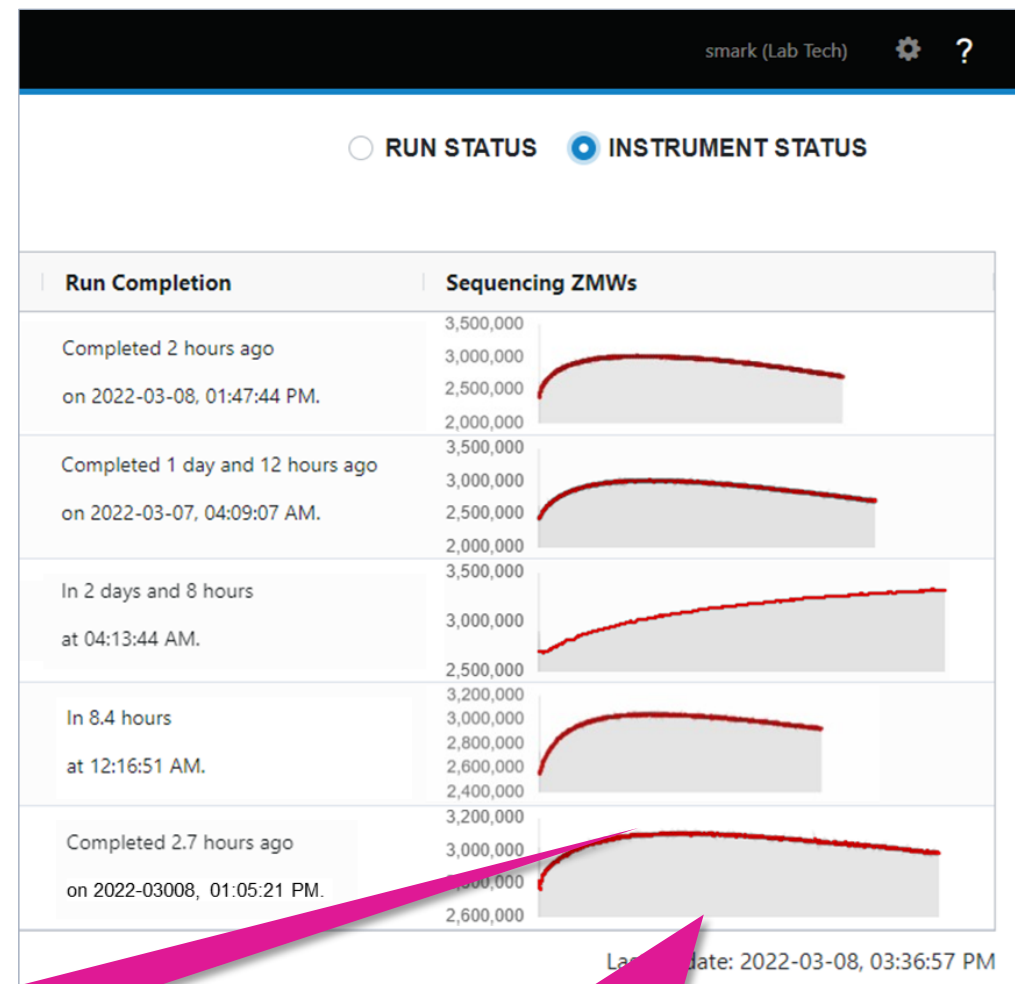 smark (Lab Tech) ?
RUN STATUS INSTRUMENT STATUS
Run Completion Sequencing ZMWs
Completed 2 hours ago
on 2022-03-08, 01:47:44 PM.
3,500,000
3,000,000
2,500,000
2,000,000
Completed 1 day and 12 hours ago
on 2022-03-07, 04:09:07 AM.
3,500,000
3,000,000
2,500,000
2,000,000
In 2 days and 8 hours
at 04:13:44 AM.
3,500,000
3,000,000
2,500,000
In 8.4 hours
at 12:16:51 AM.
3,200,000
3,000,000
2,800,000
2,600,000
2,400,000
Completed 2.7 hours ago
on 2022-03008, 01:05:21 PM.
3,200,000
3,000,000
2,600,000
2022-03-08, 03:36:57 PM